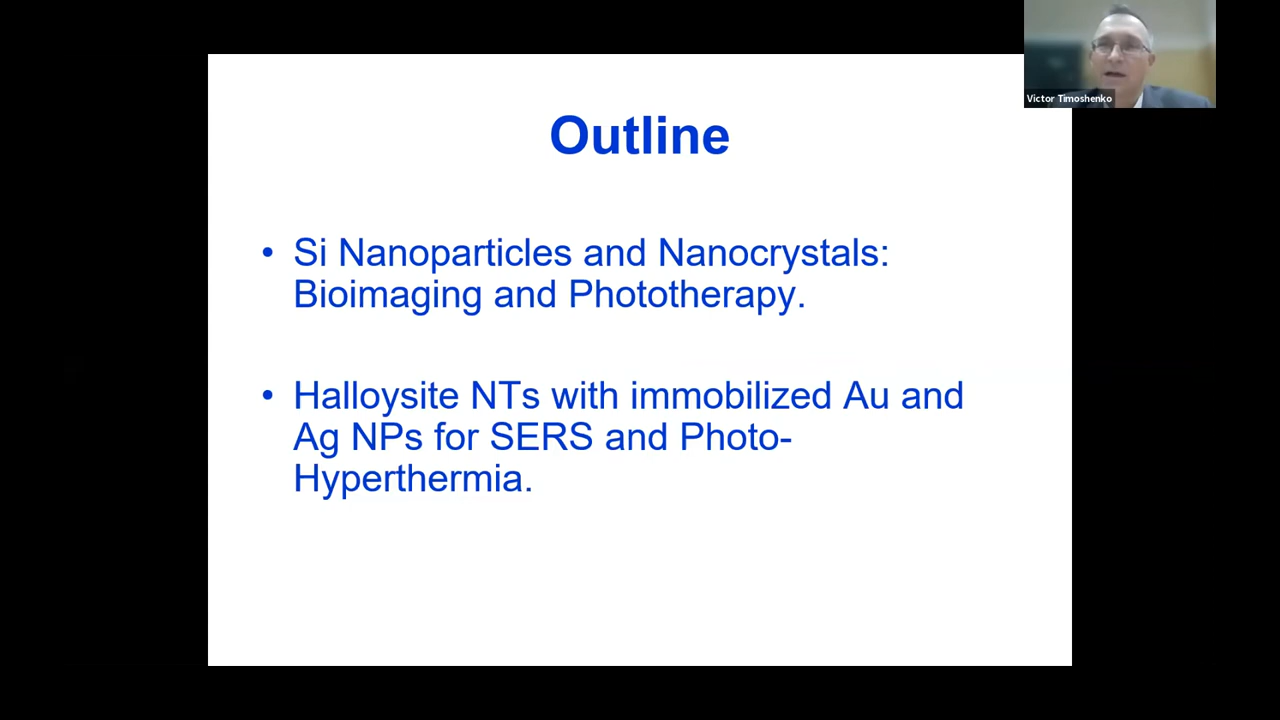 Victor Timoshenko
Outline
• Si Nanoparticles and Nanocrystals:
Bioimaging and Phototherapy.
• Halloysite NTs with immobilized Au and
Ag NPs for SERS and Photo-
Hyperthermia.